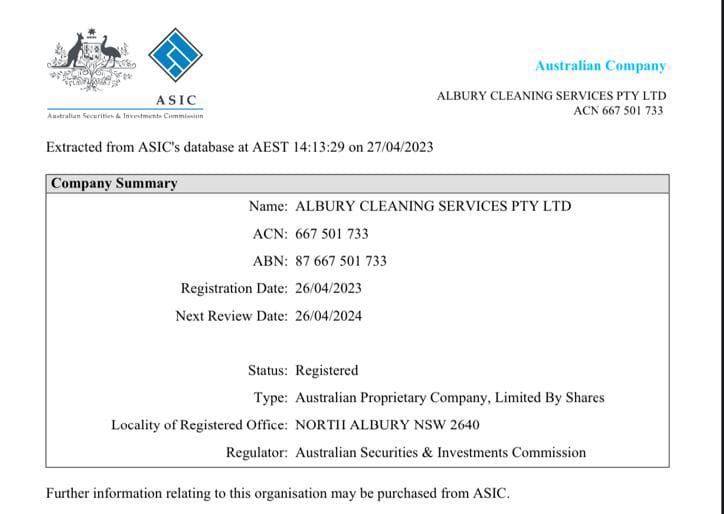 ASIC
Australian Securities & Investments Commission
Australian Company
ALBURY CLEANING SERVICES PTY LTD
ACN 667 501 733
Extracted from ASIC's database at AEST 14:13:29 on 27/04/2023
Company Summary
Name: ALBURY CLEANING SERVICES PTY LTD
ACN: 667 501 733
ABN: 87 667 501 733
Registration Date: 26/04/2023
Next Review Date: 26/04/2024
Status: Registered
Type: Australian Proprietary Company, Limited By Shares
Locality of Registered Office: NORTH ALBURY NSW 2640
Regulator: Australian Securities & Investments Commission
Further information relating to this organisation may be purchased from ASIC.